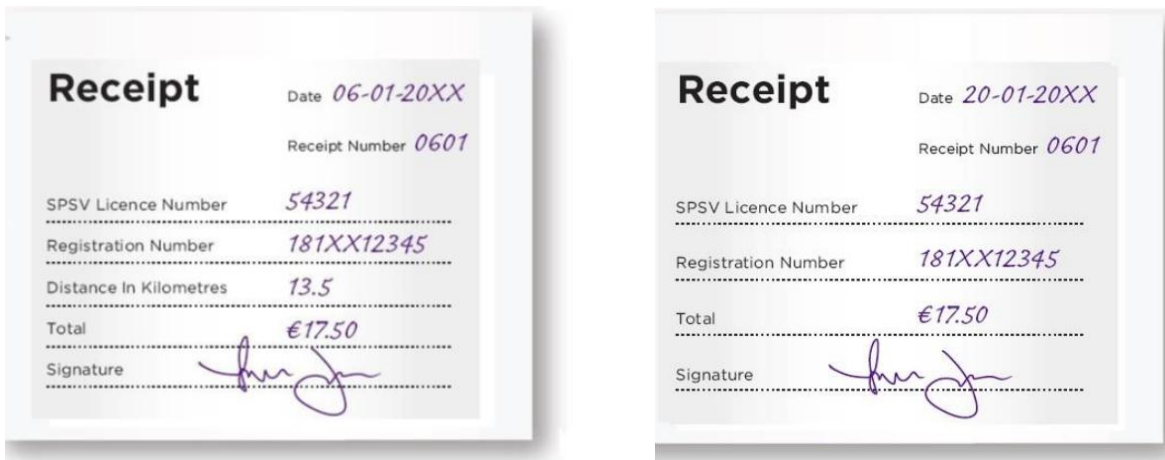 Receipt
Date 06-01-20XX
Receipt Number 0601
SPSV Licence Number 54321
Registration Number 181XX12345
Distance In Kilometres 13.5
Total €17.50
Signature
Receipt
Date 20-01-20XX
Receipt Number 0601
SPSV Licence Number 54321
Registration Number 181XX12345
Total €17.50
Signature